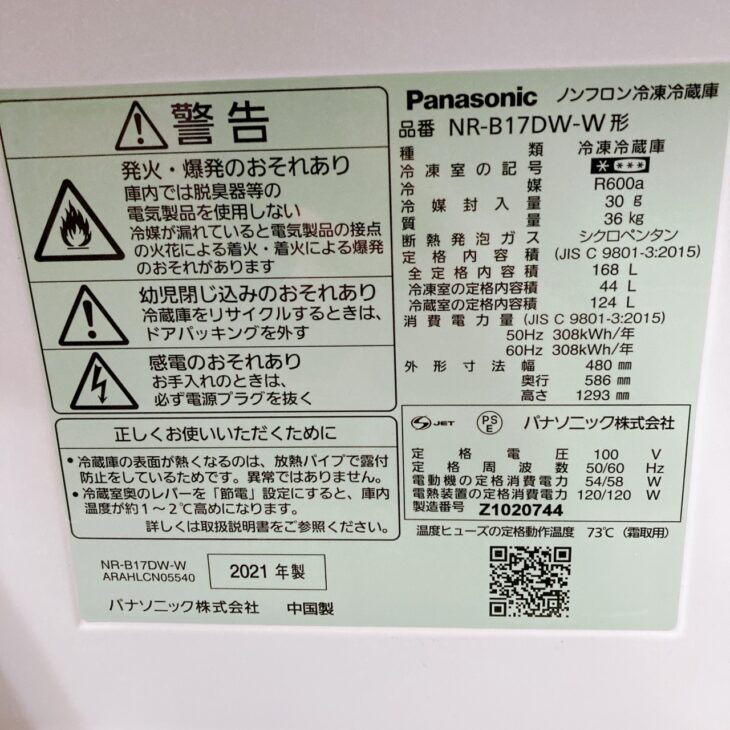 警告
発火・爆発のおそれあり
庫内では脱臭器等の
電気製品を使用しない
冷媒が漏れていると電気製品の接点
の火花による着火・着火による爆発
のおそれがあります
幼児閉じ込みのおそれあり
冷蔵庫をリサイクルするときは、
ドアパッキングを外す
感電のおそれあり
お手入れのときは、
必ず電源プラグを抜く
正しくお使いいただくために
•冷蔵庫の表面が熱くなるのは、放熱パイプで露付
防止をしているためです。異常ではありません。
•冷蔵室奥のレバーを「節電」設定にすると、庫内
温度が約1～2℃高めになります。
詳しくは取扱説明書をご参照ください。
NR-B17DW-W
ARAHLCN05540
2021年製
パナソニック株式会社 中国製
Panasonic ノンフロン冷凍冷蔵庫
品番 NR-B17DW-W形
種類 冷凍冷蔵庫
冷凍室の記号 * ***
冷媒 R600a
冷媒封入量 30 g
質量 36 kg
断熱発泡ガス シクロペンタン
定格内容積 (JIS C 9801-3:2015)
全定格内容積 168 L
冷凍室の定格内容積 44 L
冷蔵室の定格内容積 124 L
消費電力量 (JIS C 9801-3:2015)
50Hz 308kWh/年
60Hz 308kWh/年
外形寸法 幅 480 mm
奥行 586 mm
高さ 1293 mm
S JET PS E パナソニック株式会社
定格電圧 100 V
定格周波数 50/60 Hz
電動機の定格消費電力 54/58 W
電熱装置の定格消費電力 120/120 W
製造番号 Z1020744
温度ヒューズの定格動作温度 73℃ (霜取用)